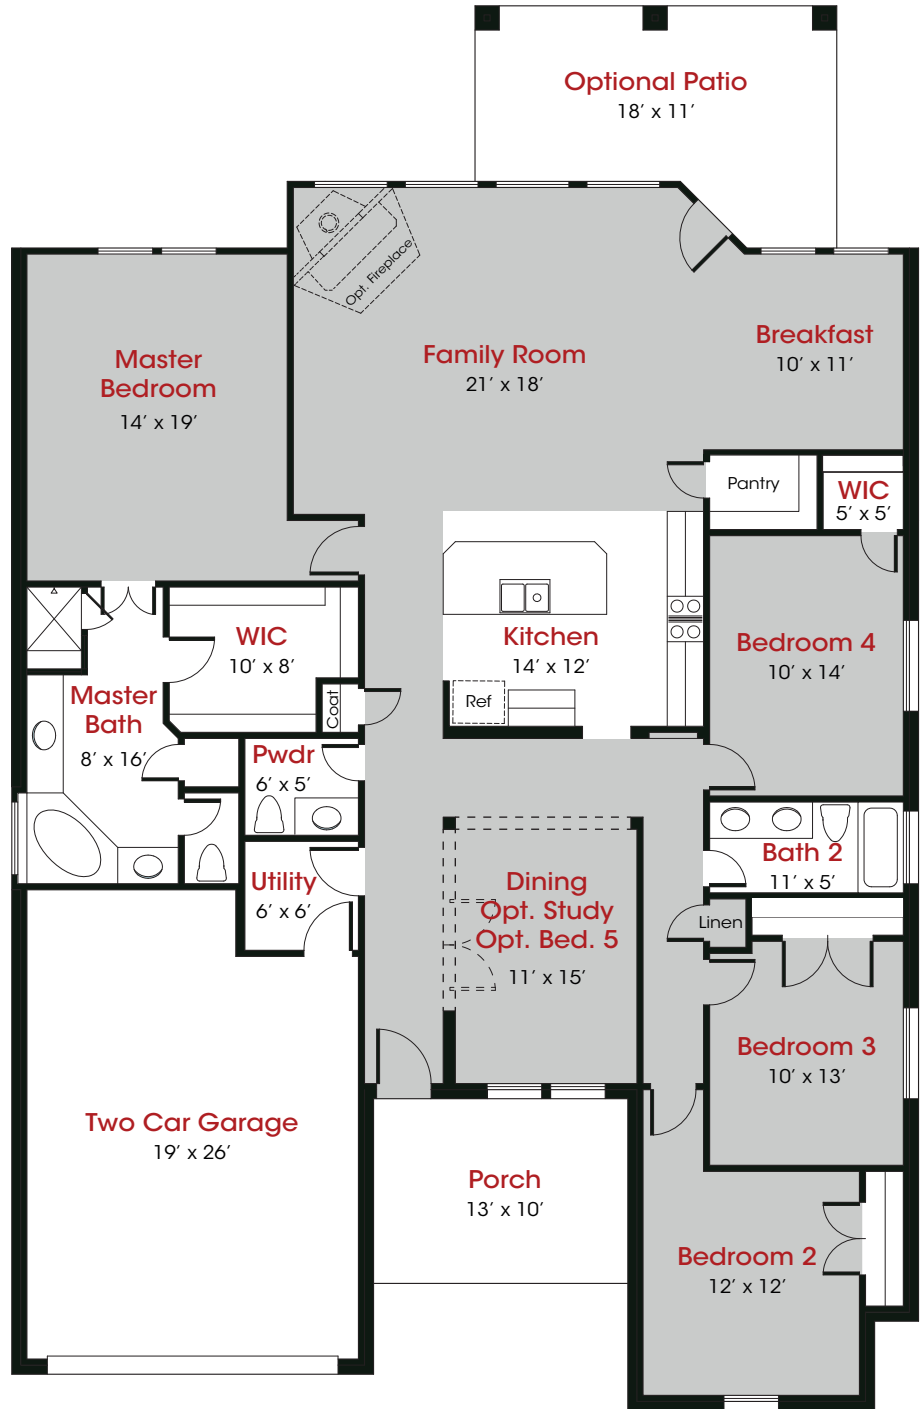 Optional Patio
18’ x 11’
Opt. Fireplace
Breakfast
10’ x 11’
Family Room
21’ x 18’
Master
Bedroom
14’ x 19’
Pantry
WIC
5’ x 5’
WIC
10’ x 8’
Kitchen
14’ x 12’
Bedroom 4
10’ x 14’
Ref
Coat
Master
Bath
8’ x 16’
Pwdr
6’ x 5’
Bath 2
11’ x 5’
Utility
6’ x 6’
Dining
Opt. Study
Opt. Bed. 5
11’ x 15’
Linen
Bedroom 3
10’ x 13’
Two Car Garage
19’ x 26’
Porch
13’ x 10’
Bedroom 2
12’ x 12’